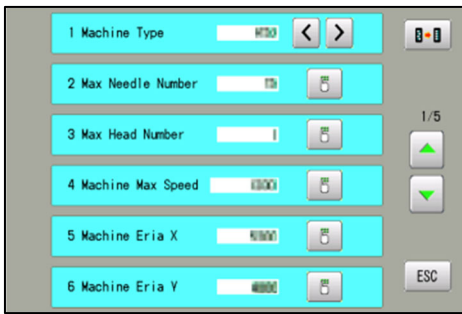 1 Machine Type
2 Max Needle Number
1/5
3 Max Head Number
4 Machine Max Speed
5 Machine Eria X
6 Machine Eria Y
ESC